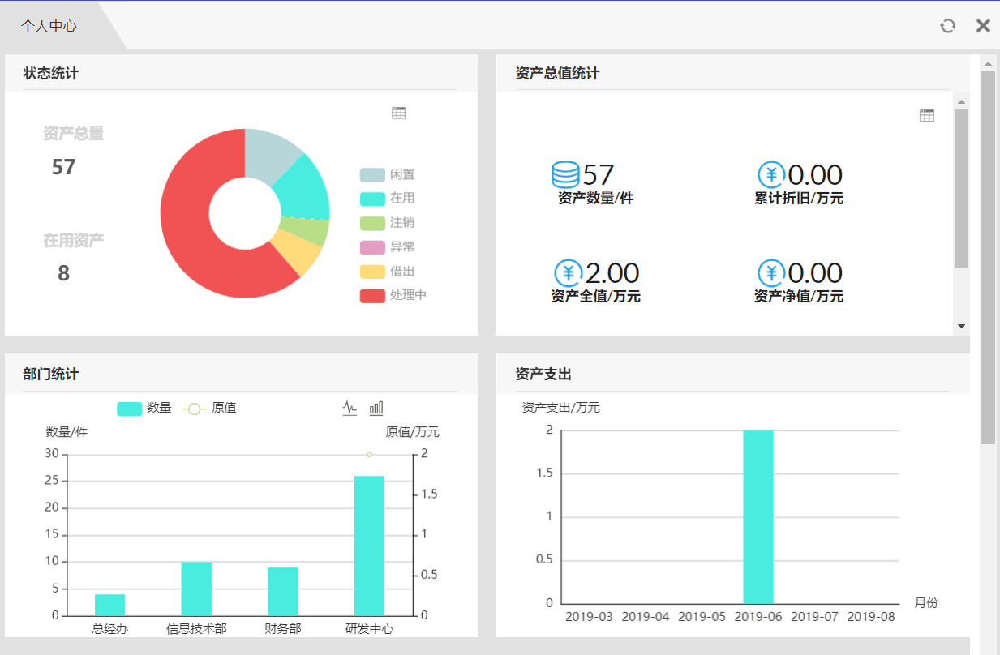 个人中心
状态统计
资产总量
57
在用资产
8
闲置
在用
注销
异常
借出
处理中
资产总值统计
57
资产数量/件
0.00
累计折旧/万元
2.00
资产全值/万元
0.00
资产净值/万元
部门统计
数量 原值
数量/件 原值/万元
30
25
20
15
10
5
0
2
1.5
1
0.5
0
总经办 信息技术部 财务部 研发中心
资产支出
资产支出/万元
2
1.5
1
0.5
0
月份
2019-03 2019-04 2019-05 2019-06 2019-07 2019-08